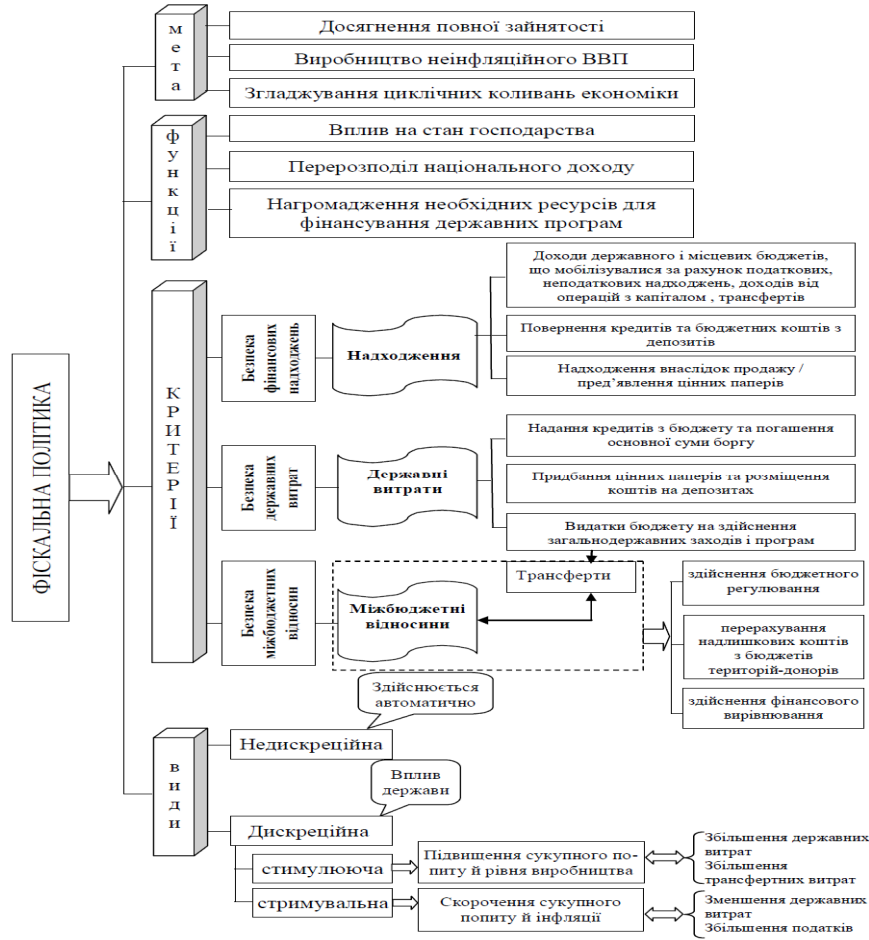 ФІСКАЛЬНА ПОЛІТИКА
мета
Досягнення повної зайнятості
Виробництво неінфляційного ВВП
Згладжування циклічних коливань економіки
функції
Вплив на стан господарства
Перерозподіл національного доходу
Нагромадження необхідних ресурсів для
фінансування державних програм
КРИТЕРІЇ
Безпека
фінансових
надходжень
Надходження
Доходи державного і місцевих бюджетів,
що мобілізувалися за рахунок податкових,
неподаткових надходжень, доходів від
операцій з капіталом , трансфертів
Повернення кредитів та бюджетних коштів з
депозитів
Надходження внаслідок продажу /
пред’явлення цінних паперів
Безпека
державних
витрат
Державні
витрати
Надання кредитів з бюджету та погашення
основної суми боргу
Придбання цінних паперів та розміщення
коштів на депозитах
Видатки бюджету на здійснення
загальнодержавних заходів і програм
Безпека
міжбюджетних
відносин
Міжбюджетні
відносини
Трансферти
здійснення бюджетного
регулювання
перерахування
надлишкових коштів
з бюджетів
територій-донорів
здійснення фінансового
вирівнювання
види
Здійснюється
автоматично
Недискреційна
Вплив
держави
Дискреційна
стимулююча
Підвищення сукупного по-
питу й рівня виробництва
Збільшення державних
витрат
Збільшення
трансфертних витрат
стримувальна
Скорочення сукупного
попиту й інфляції
Зменшення державних
витрат
Збільшення податків